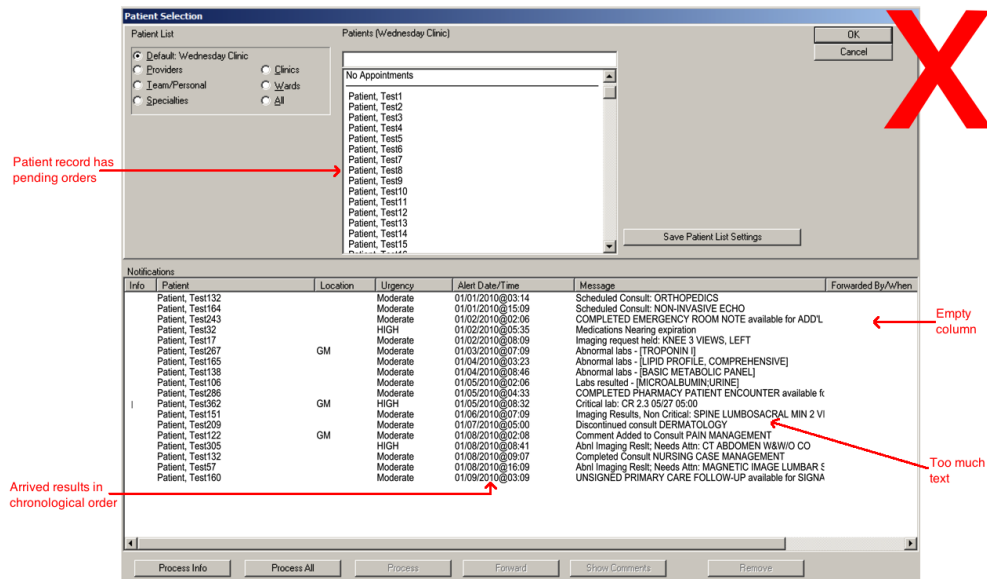 Patient Selection
Patient List
Default: Wednesday Clinic
Providers
Clinics
Team/Personal
Wards
Specialties
All
Patients (Wednesday Clinic)
No Appointments
Patient, Test1
Patient, Test2
Patient, Test3
Patient, Test4
Patient, Test5
Patient, Test6
Patient, Test7
Patient, Test8
Patient, Test9
Patient, Test10
Patient, Test11
Patient, Test12
Patient, Test13
Patient, Test14
Patient, Test15
OK
Cancel
X
Save Patient List Settings
Patient record has
pending orders
Notifications
Info Patient Location Urgency Alert Date/Time Message Forwarded By/When
Patient, Test132 Moderate 01/01/2010@03:14 Scheduled Consult: ORTHOPEDICS
Patient, Test164 Moderate 01/01/2010@15:09 Scheduled Consult: NON-INVASIVE ECHO
Patient, Test243 Moderate 01/02/2010@02:06 COMPLETED EMERGENCY ROOM NOTE available for ADD'L
Patient, Test32 HIGH 01/02/2010@05:35 Medications Nearing expiration
Patient, Test17 Moderate 01/02/2010@08:09 Imaging request held: KNEE 3 VIEWS, LEFT
Patient, Test267 GM Moderate 01/03/2010@07:09 Abnormal labs - [TROPONIN I]
Patient, Test165 Moderate 01/04/2010@03:23 Abnormal labs - [LIPID PROFILE, COMPREHENSIVE]
Patient, Test138 Moderate 01/04/2010@08:46 Abnormal labs - [BASIC METABOLIC PANEL]
Patient, Test106 Moderate 01/05/2010@02:06 Labs resulted - [MICROALBUMIN;URINE]
Patient, Test286 Moderate 01/05/2010@04:33 COMPLETED PHARMACY PATIENT ENCOUNTER available fo
I Patient, Test362 GM HIGH 01/05/2010@08:32 Critical lab: CR 2.3 05/27 05:00
Patient, Test151 Moderate 01/06/2010@07:09 Imaging Results, Non Critical: SPINE LUMBOSACRAL MIN 2 VI
Patient, Test209 Moderate 01/07/2010@05:00 Discontinued consult DERMATOLOGY
Patient, Test122 GM Moderate 01/08/2010@02:08 Comment Added to Consult PAIN MANAGEMENT
Patient, Test305 HIGH 01/08/2010@08:41 Abnl Imaging Reslt; Needs Attn: CT ABDOMEN W&W/O CO
Patient, Test132 Moderate 01/08/2010@09:07 Completed Consult NURSING CASE MANAGEMENT
Patient, Test57 Moderate 01/08/2010@16:09 Abnl Imaging Reslt; Needs Attn: MAGNETIC IMAGE LUMBAR S
Patient, Test160 Moderate 01/09/2010@03:09 UNSIGNED PRIMARY CARE FOLLOW-UP available for SIGNA
Empty
column
Too much
text
Arrived results in
chronological order
Process Info
Process All
Process
Forward
Show Comments
Remove